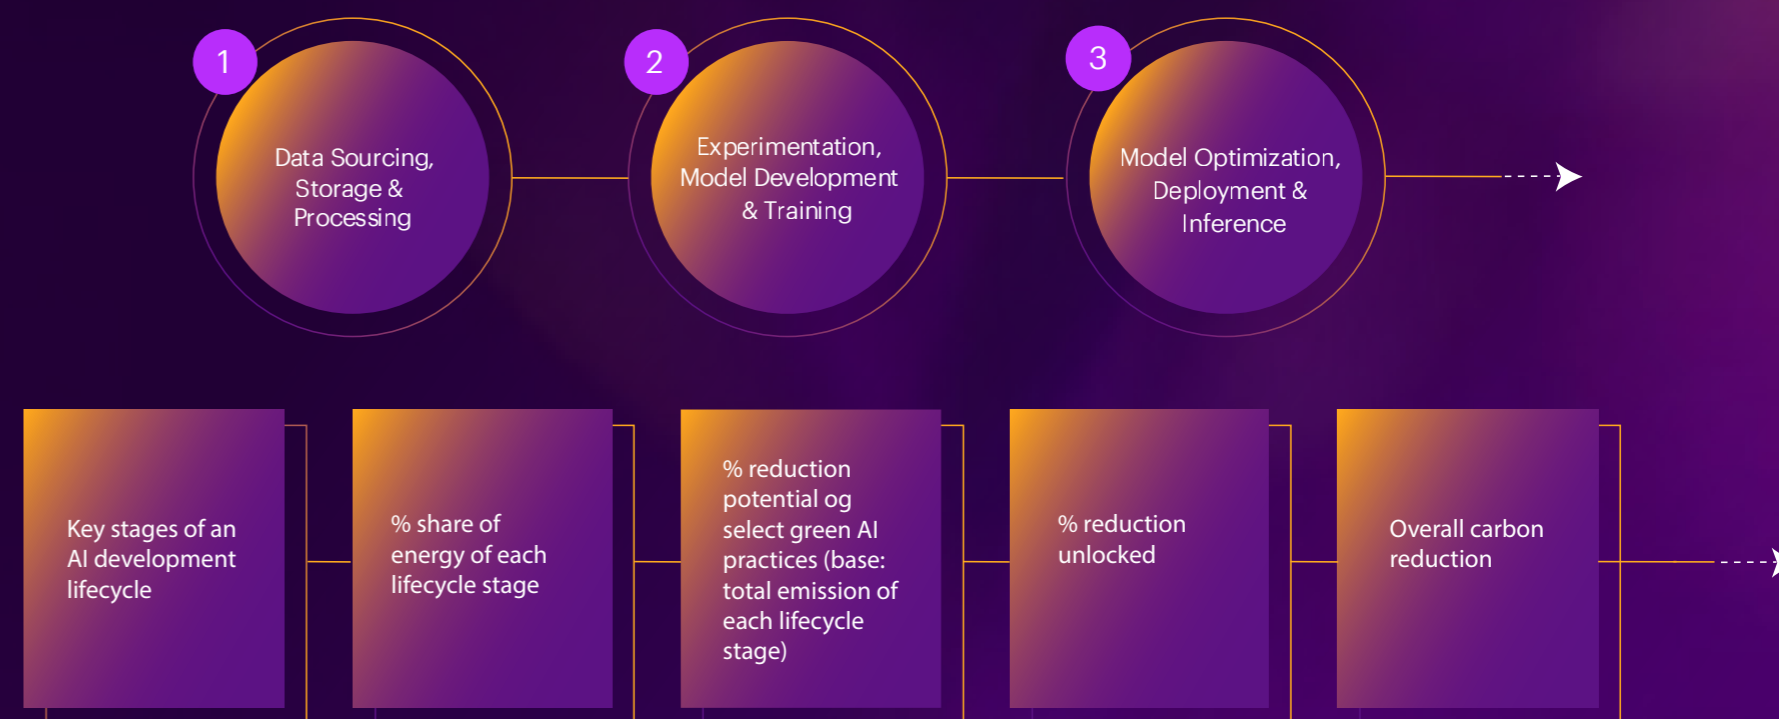 1
Data Sourcing,
Storage &
Processing
2
Experimentation,
Model Development
& Training
3
Model Optimization,
Deployment &
Inference
Key stages of an
AI development
lifecycle
% share of
energy of each
lifecycle stage
% reduction
potential og
select green AI
practices (base:
total emission of
each lifecycle
stage)
% reduction
unlocked
Overall carbon
reduction